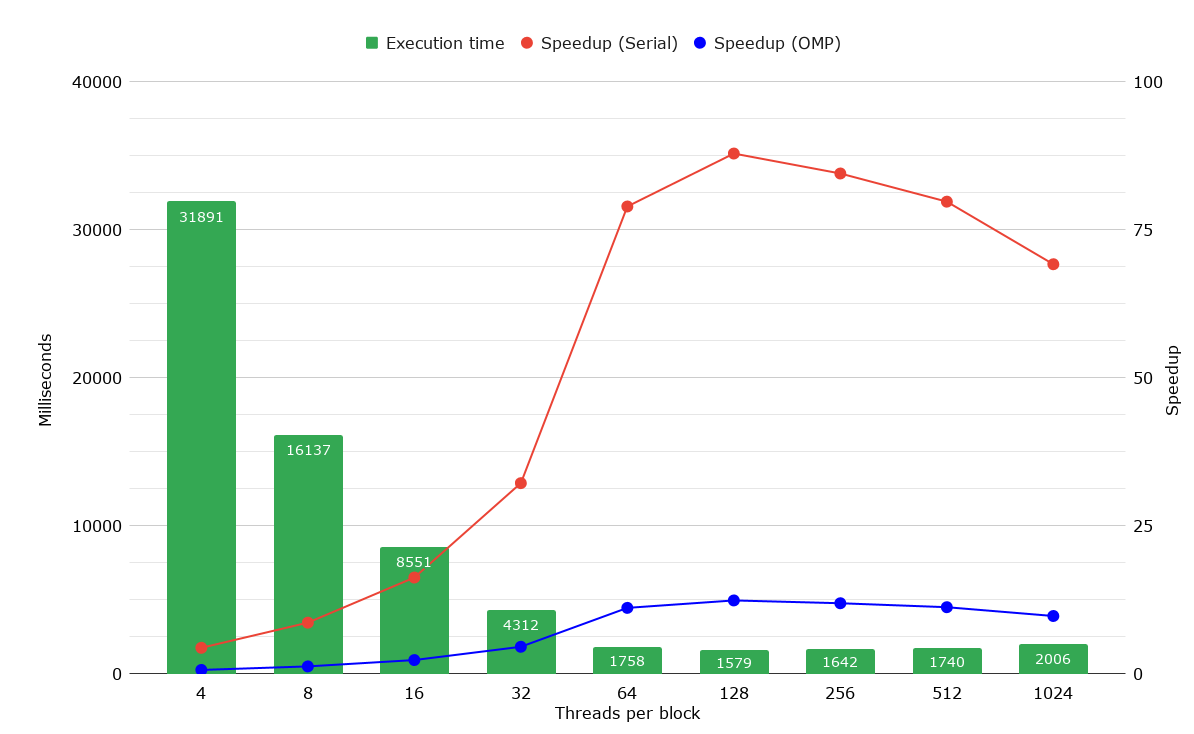 Execution time Speedup (Serial) Speedup (OMP)
40000 100
30000 75
20000 50
10000 25
0 0
Milliseconds
Speedup
31891
16137
8551
4312
1758
1579
1642
1740
2006
4 8 16 32 64 128 256 512 1024
Threads per block